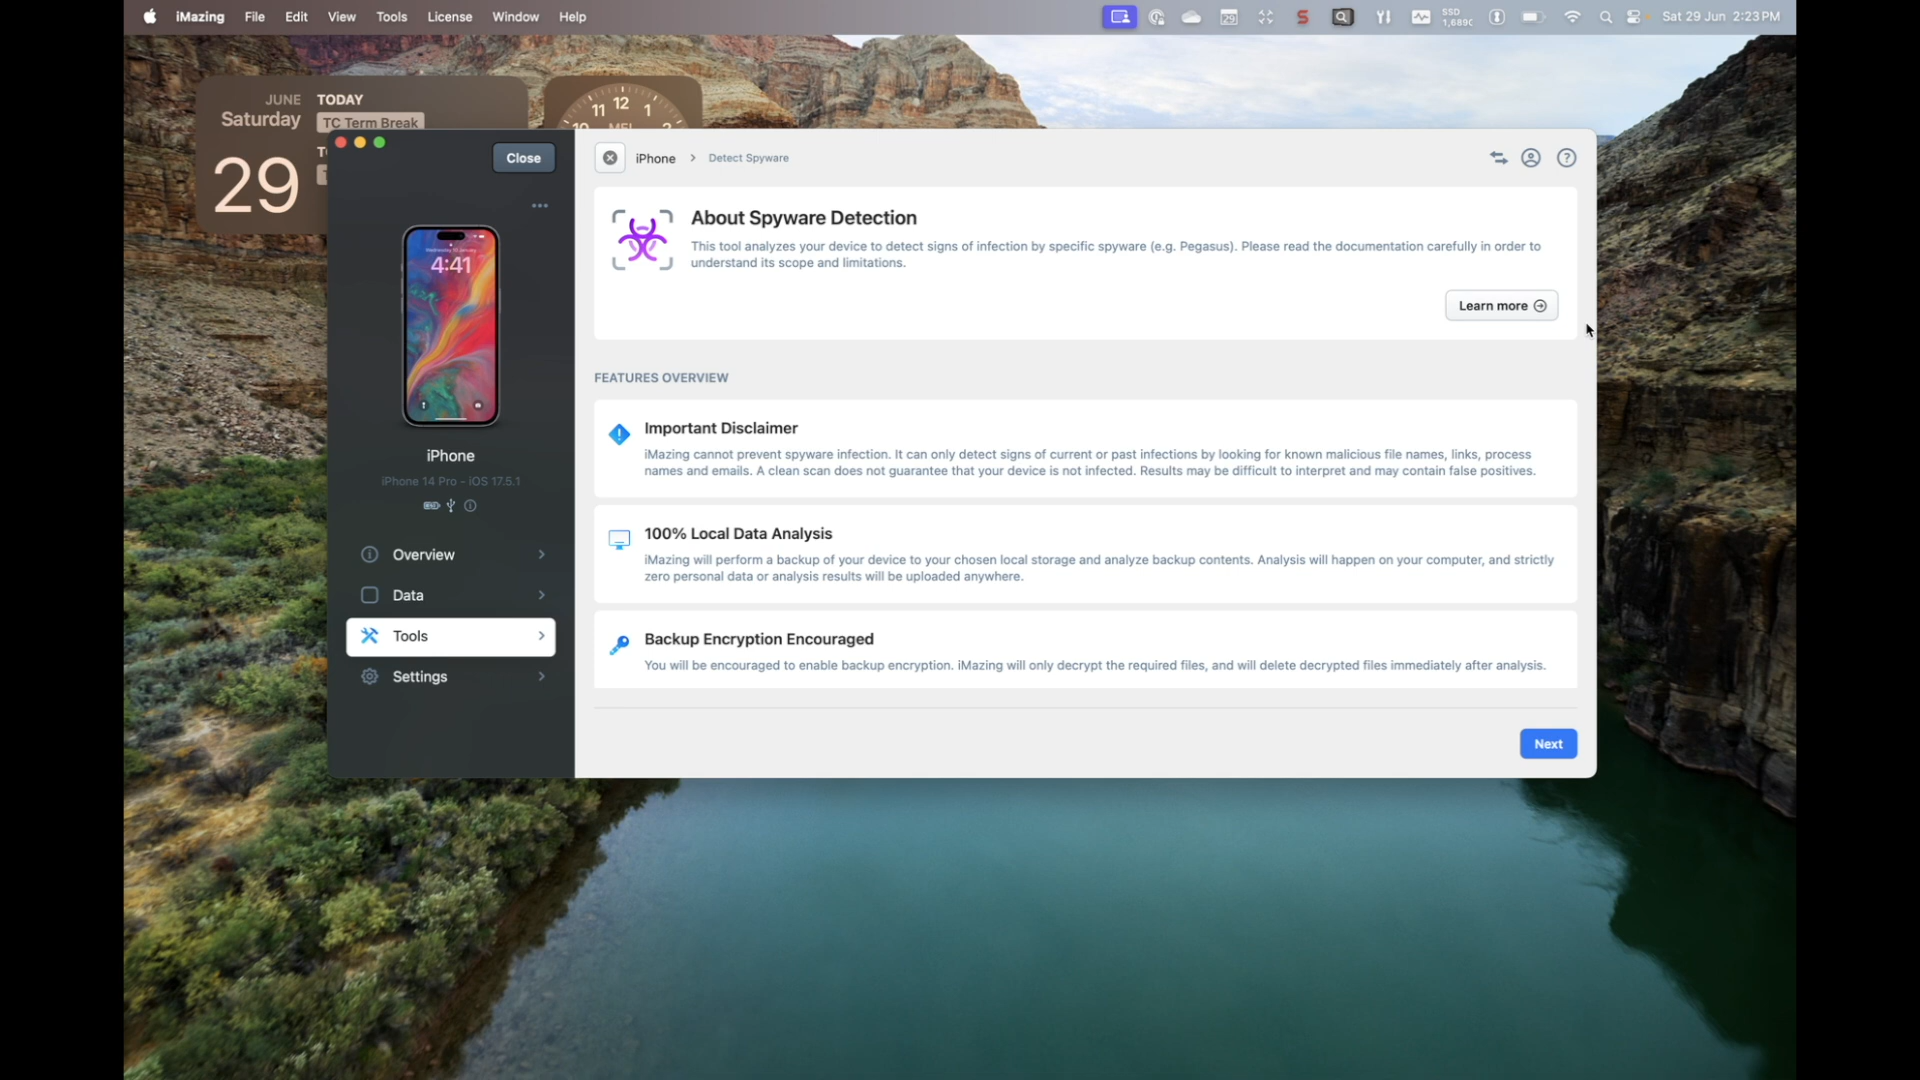 iMazing File Edit View Tools License Window Help
29
SSD
Sat 29 Jun 2:23 PM
JUNE
Saturday
29
TODAY
TC Term Break
11 12 1
Close
iPhone > Detect Spyware
About Spyware Detection
This tool analyzes your device to detect signs of infection by specific spyware (e.g. Pegasus). Please read the documentation carefully in order to
understand its scope and limitations.
Learn more
4:41
FEATURES OVERVIEW
Important Disclaimer
iMazing cannot prevent spyware infection. It can only detect signs of current or past infections by looking for known malicious file names, links, process
names and emails. A clean scan does not guarantee that your device is not infected. Results may be difficult to interpret and may contain false positives.
iPhone
iPhone 14 Pro - iOS 17.5.1
100% Local Data Analysis
iMazing will perform a backup of your device to your chosen local storage and analyze backup contents. Analysis will happen on your computer, and strictly
zero personal data or analysis results will be uploaded anywhere.
Overview
Data
Tools
Settings
Backup Encryption Encouraged
You will be encouraged to enable backup encryption. iMazing will only decrypt the required files, and will delete decrypted files immediately after analysis.
Next